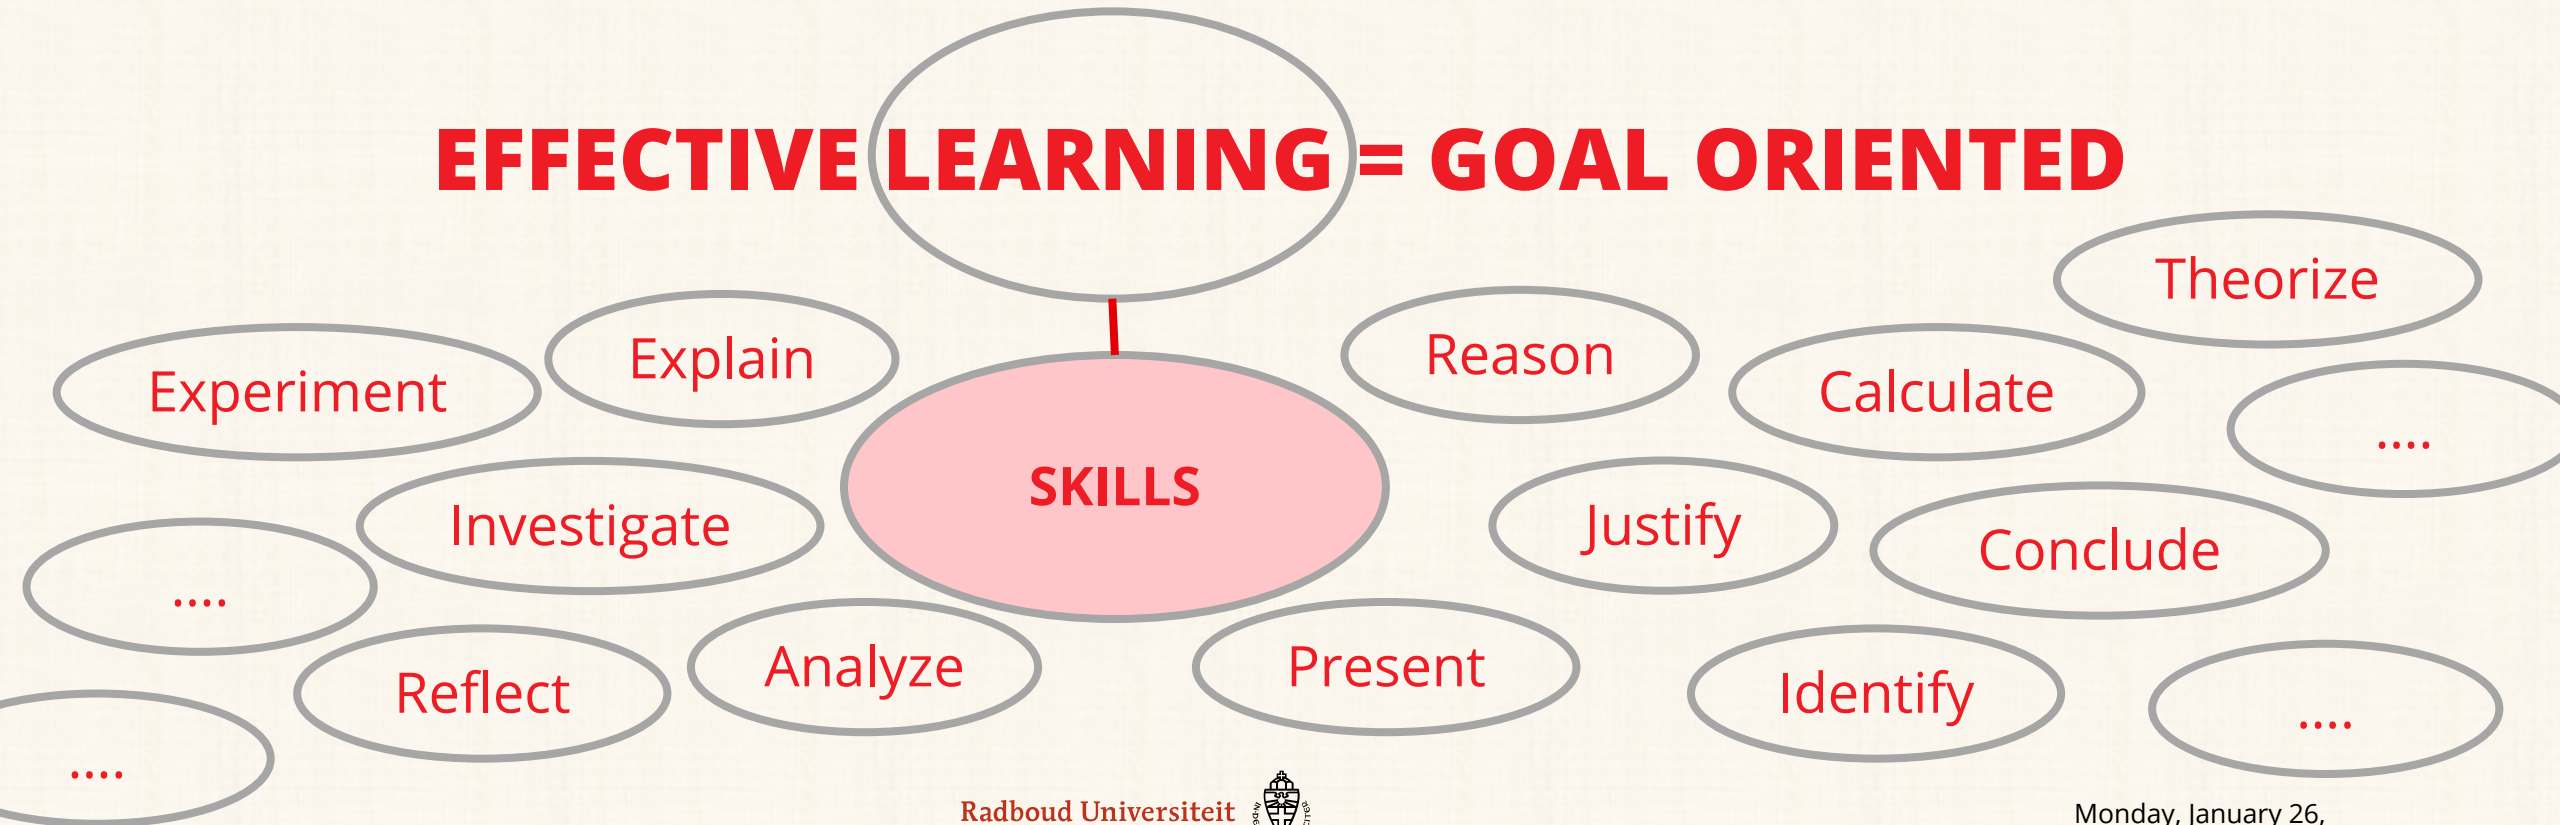 EFFECTIVE LEARNING = GOAL ORIENTED
Theorize
Explain
Reason
Experiment
Calculate
....
SKILLS
Investigate
Justify
Conclude
....
Reflect
Analyze
Present
Identify
....
....
Radboud Universiteit
Monday, January 26,